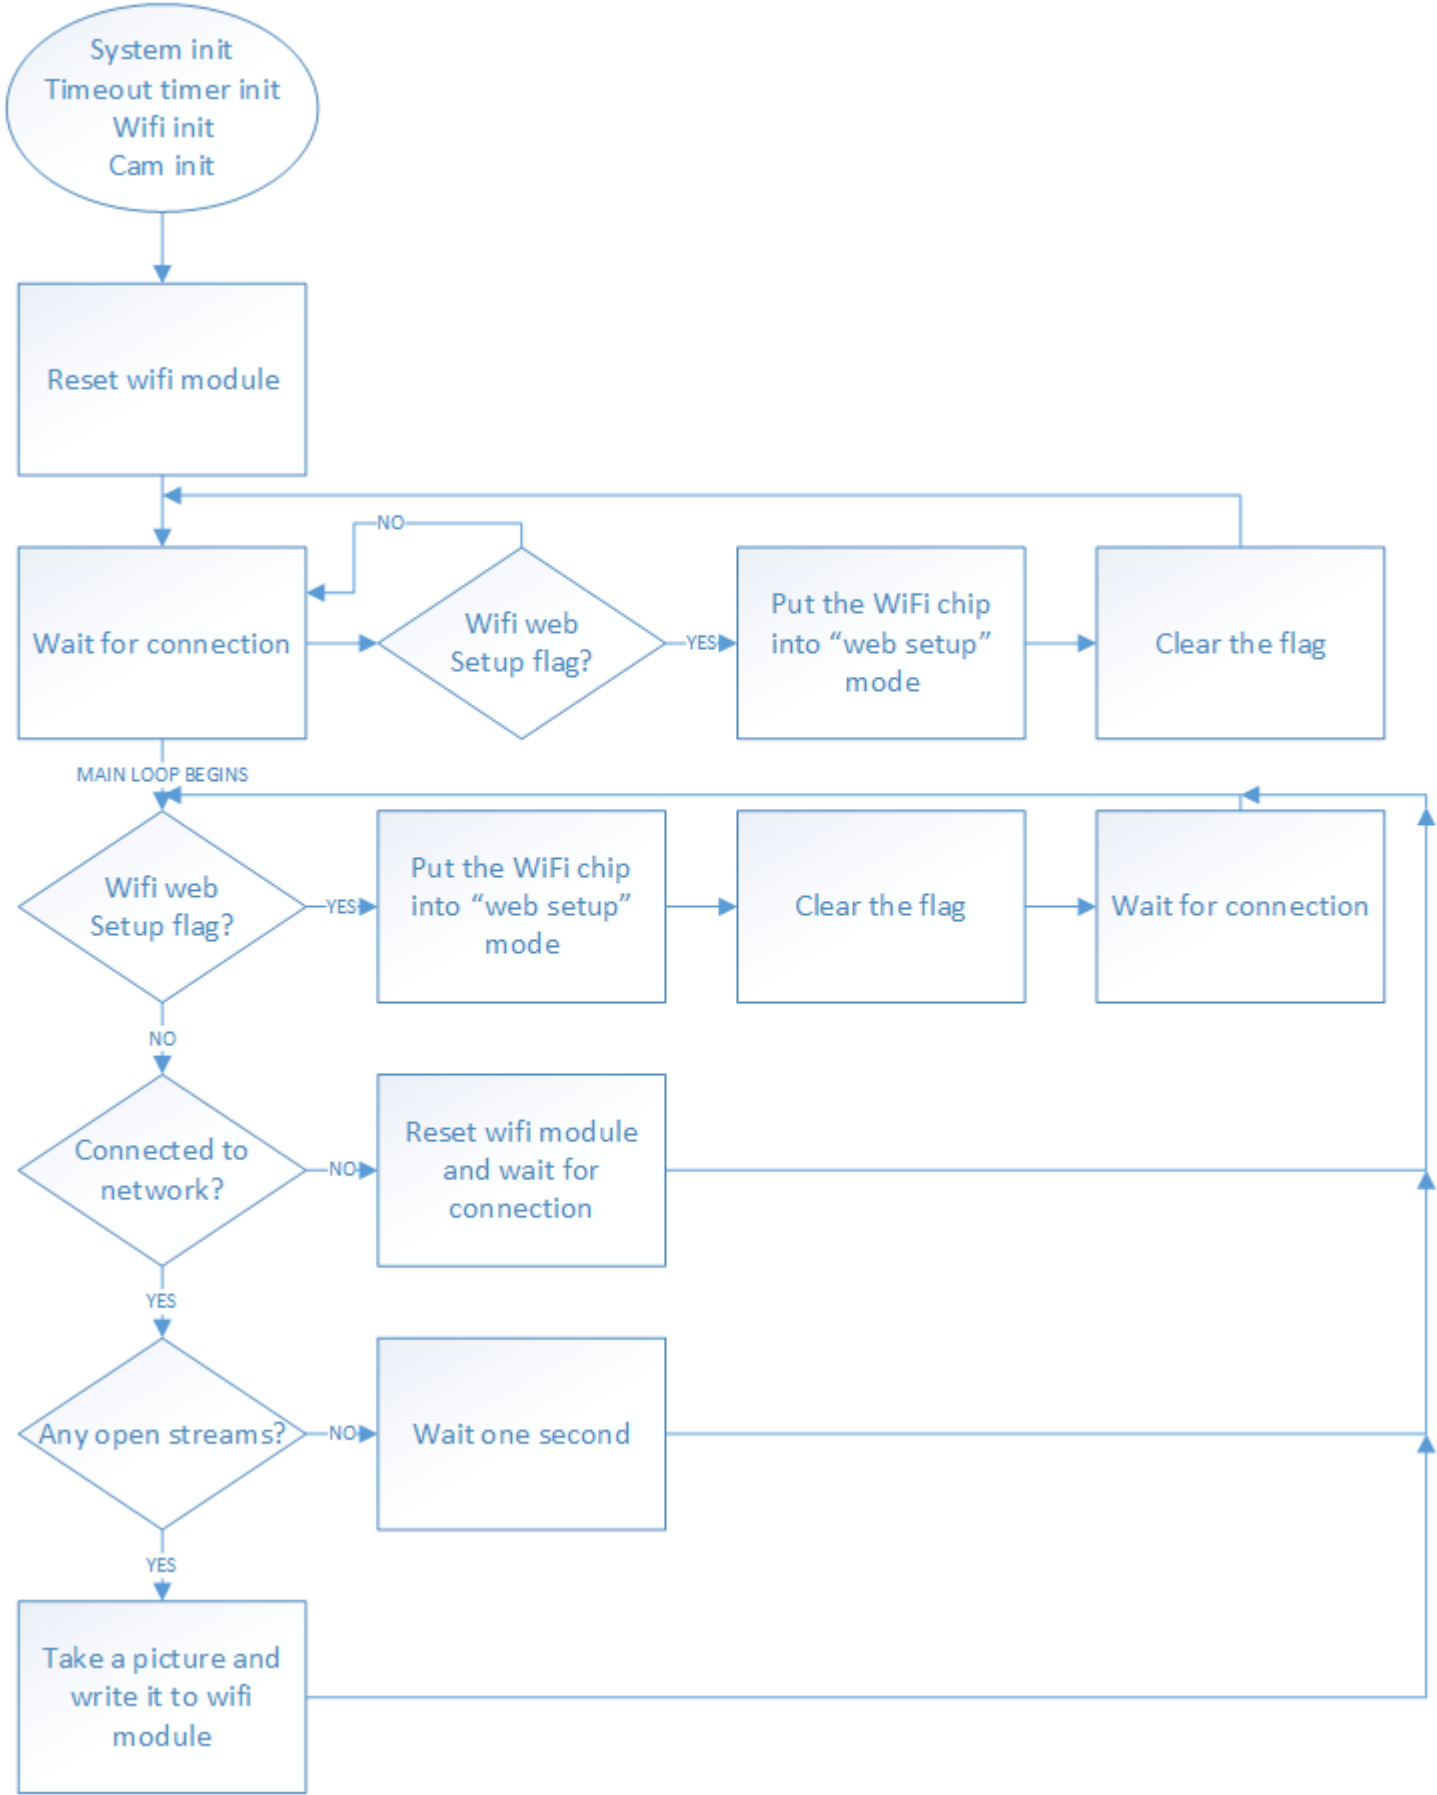 System init
Timeout timer init
Wifi init
Cam init
Reset wifi module
NO
Wait for connection
Wifi web
Setup flag?
YES
Put the WiFi chip
into “web setup”
mode
Clear the flag
MAIN LOOP BEGINS
Wifi web
Setup flag?
YES
Put the WiFi chip
into “web setup”
mode
Clear the flag
Wait for connection
NO
Connected to
network?
NO
Reset wifi module
and wait for
connection
YES
Any open streams?
NO
Wait one second
YES
Take a picture and
write it to wifi
module